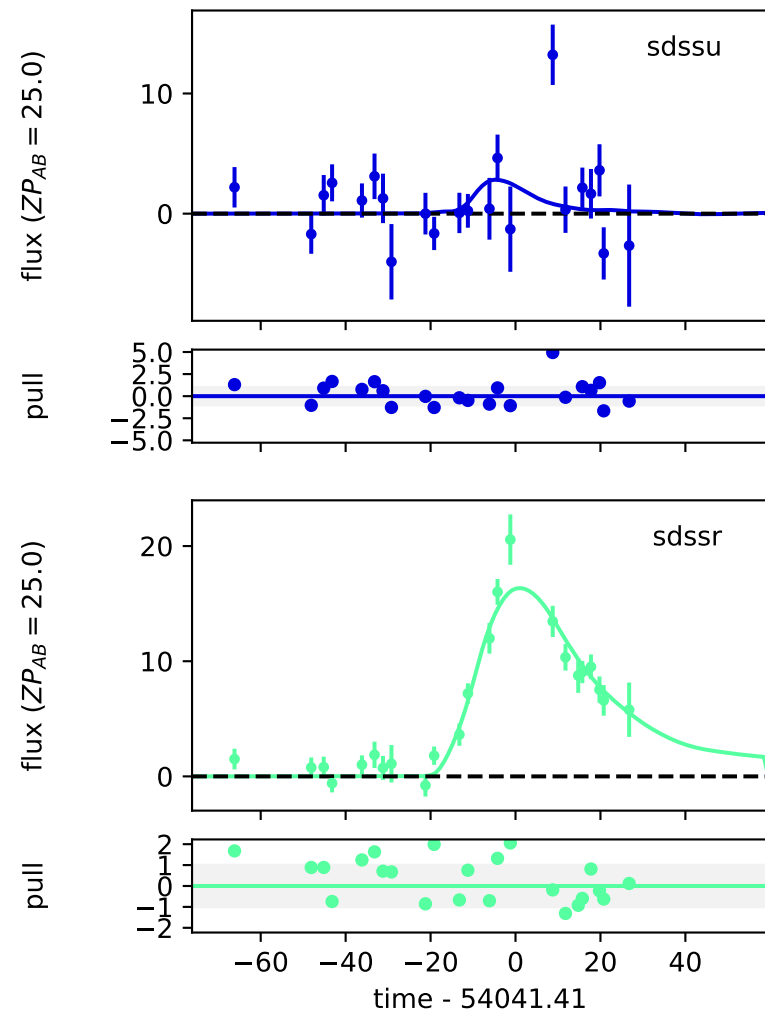 sdssu
flux (ZP_AB = 25.0)
10
0
pull
5.0
2.5
0.0
−2.5
−5.0
sdssr
flux (ZP_AB = 25.0)
20
10
0
pull
2
1
0
−1
−2
−60 −40 −20 0 20 40
time - 54041.41